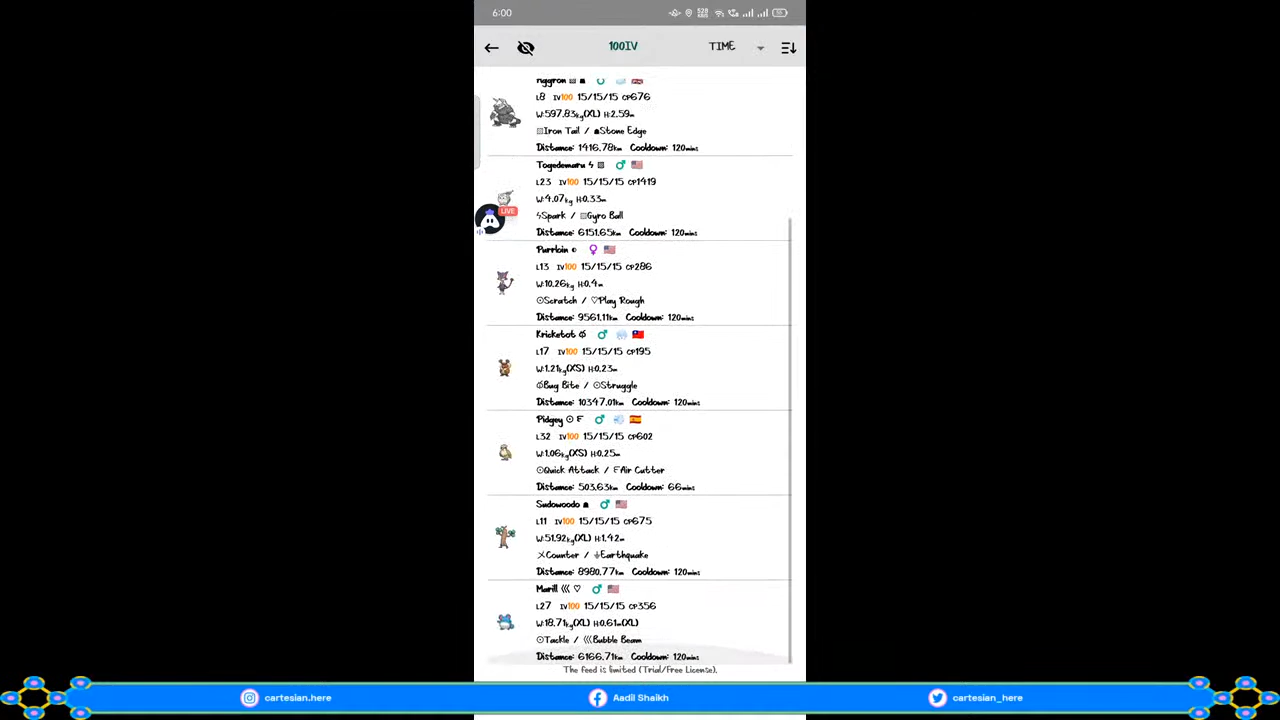 6:00
100IV TIME
Aggron
L8 IV100 15/15/15 CP676
W:597.83kg(XL) H:2.59m
Iron Tail / Stone Edge
Distance: 1416.78km Cooldown: 120mins
Togedemaru
L23 IV100 15/15/15 CP1419
W:4.07kg H:0.33m
LIVE
Spark / Gyro Ball
Distance: 6151.65km Cooldown: 120mins
Purrloin
L13 IV100 15/15/15 CP286
W:10.26kg H:0.4m
Scratch / Play Rough
Distance: 9561.11km Cooldown: 120mins
Kricketot
L17 IV100 15/15/15 CP195
W:1.21kg(XS) H:0.23m
Bug Bite / Struggle
Distance: 10347.01km Cooldown: 120mins
Pidgey
L32 IV100 15/15/15 CP602
W:1.06kg(XS) H:0.25m
Quick Attack / Air Cutter
Distance: 503.63km Cooldown: 66mins
Sudowoodo
L11 IV100 15/15/15 CP675
W:51.92kg(XL) H:1.42m
Counter / Earthquake
Distance: 8980.77km Cooldown: 120mins
Marill
L27 IV100 15/15/15 CP356
W:18.71kg(XL) H:0.61m(XL)
Tackle / Bubble Beam
Distance: 6166.71km Cooldown: 120mins
The feed is limited (Trial/Free License).
cartesian.here Aadil Shaikh cartesian_here